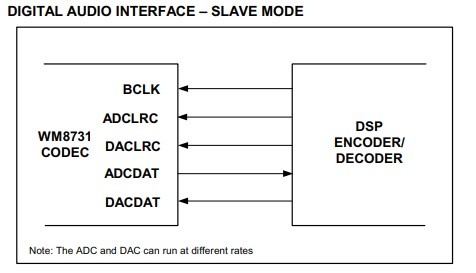 DIGITAL AUDIO INTERFACE – SLAVE MODE
BCLK
ADCLRC
WM8731
CODEC
DACLRC
ADCDAT
DACDAT
DSP
ENCODER/
DECODER
Note: The ADC and DAC can run at different rates